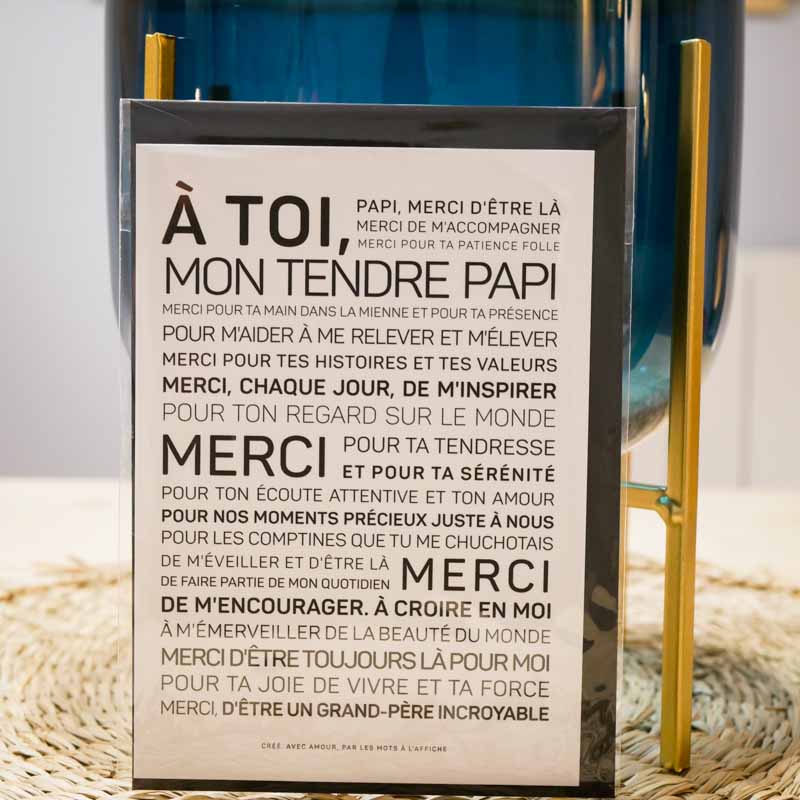 À TOI,
PAPI, MERCI D'ÊTRE LÀ
MERCI DE M'ACCOMPAGNER
MERCI POUR TA PATIENCE FOLLE
MON TENDRE PAPI
MERCI POUR TA MAIN DANS LA MIENNE ET POUR TA PRÉSENCE
POUR M'AIDER À ME RELEVER ET M'ÉLEVER
MERCI POUR TES HISTOIRES ET TES VALEURS
MERCI, CHAQUE JOUR, DE M'INSPIRER
POUR TON REGARD SUR LE MONDE
MERCI
POUR TA TENDRESSE
ET POUR TA SÉRÉNITÉ
POUR TON ÉCOUTE ATTENTIVE ET TON AMOUR
POUR NOS MOMENTS PRÉCIEUX JUSTE À NOUS
POUR LES COMPTINES QUE TU ME CHUCHOTAIS
DE M'ÉVEILLER ET D'ÊTRE LÀ
DE FAIRE PARTIE DE MON QUOTIDIEN
MERCI
DE M'ENCOURAGER. À CROIRE EN MOI
À M'ÉMERVEILLER DE LA BEAUTÉ DU MONDE
MERCI D'ÊTRE TOUJOURS LÀ POUR MOI
POUR TA JOIE DE VIVRE ET TA FORCE
MERCI, D'ÊTRE UN GRAND-PÈRE INCROYABLE
CRÉÉ, AVEC AMOUR, PAR LES MOTS À L'AFFICHE